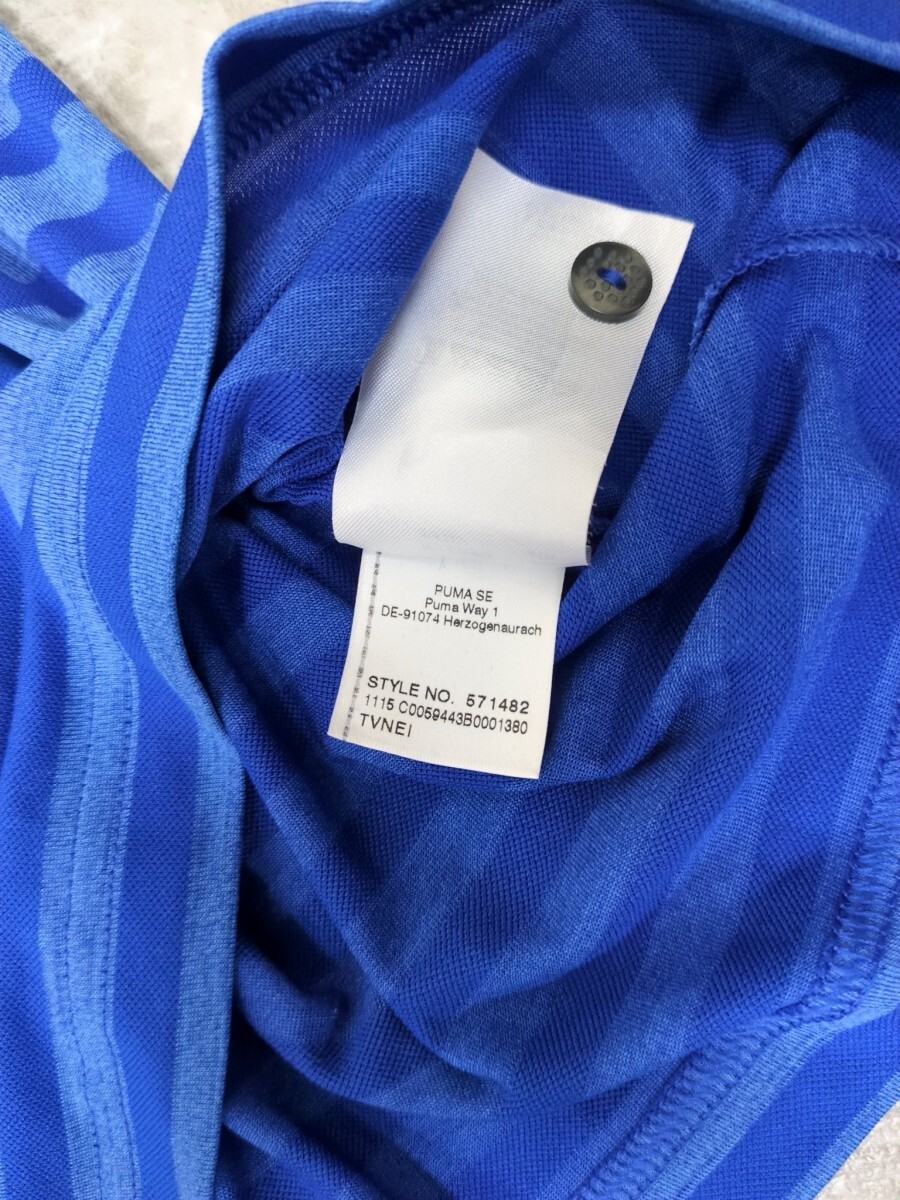 PUMA SE
Puma Way 1
DE-91074 Herzogenaurach
STYLE NO. 571482
1115 C0059443B0001380
TVNEI